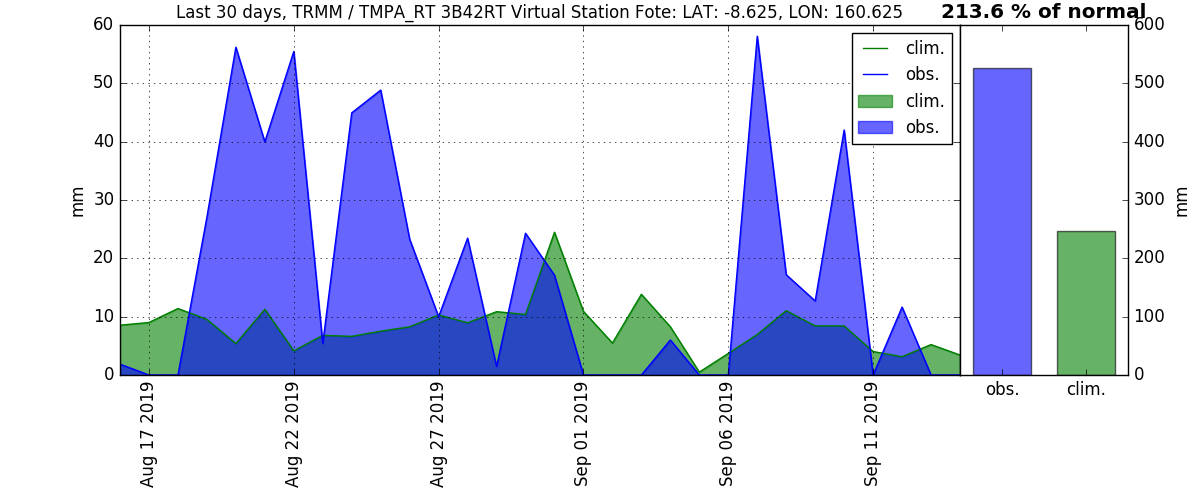 Last 30 days, TRMM / TMPA_RT 3B42RT Virtual Station Fote: LAT: -8.625, LON: 160.625
213.6 % of normal
60
50
40
30
20
10
0
mm
clim.
obs.
clim.
obs.
600
500
400
300
200
100
0
mm
Aug 17 2019
Aug 22 2019
Aug 27 2019
Sep 01 2019
Sep 06 2019
Sep 11 2019
obs.
clim.